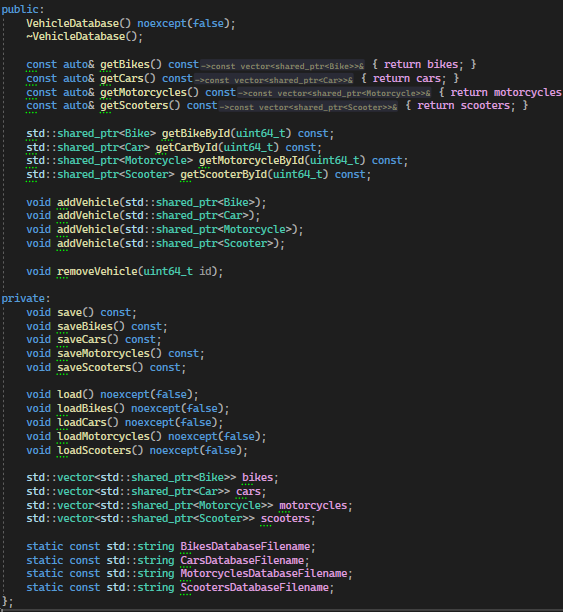 public:
    VehicleDatabase() noexcept(false);
    ~VehicleDatabase();

    const auto& getBikes() const ->const vector<shared_ptr<Bike>>& { return bikes; }
    const auto& getCars() const ->const vector<shared_ptr<Car>>& { return cars; }
    const auto& getMotorcycles() const ->const vector<shared_ptr<Motorcycle>>& { return motorcycles
    const auto& getScooters() const ->const vector<shared_ptr<Scooter>>& { return scooters; }

    std::shared_ptr<Bike> getBikeById(uint64_t) const;
    std::shared_ptr<Car> getCarById(uint64_t) const;
    std::shared_ptr<Motorcycle> getMotorcycleById(uint64_t) const;
    std::shared_ptr<Scooter> getScooterById(uint64_t) const;

    void addVehicle(std::shared_ptr<Bike>);
    void addVehicle(std::shared_ptr<Car>);
    void addVehicle(std::shared_ptr<Motorcycle>);
    void addVehicle(std::shared_ptr<Scooter>);

    void removeVehicle(uint64_t id);

private:
    void save() const;
    void saveBikes() const;
    void saveCars() const;
    void saveMotorcycles() const;
    void saveScooters() const;

    void load() noexcept(false);
    void loadBikes() noexcept(false);
    void loadCars() noexcept(false);
    void loadMotorcycles() noexcept(false);
    void loadScooters() noexcept(false);

    std::vector<std::shared_ptr<Bike>> bikes;
    std::vector<std::shared_ptr<Car>> cars;
    std::vector<std::shared_ptr<Motorcycle>> motorcycles;
    std::vector<std::shared_ptr<Scooter>> scooters;

    static const std::string BikesDatabaseFilename;
    static const std::string CarsDatabaseFilename;
    static const std::string MotorcyclesDatabaseFilename;
    static const std::string ScootersDatabaseFilename;
};